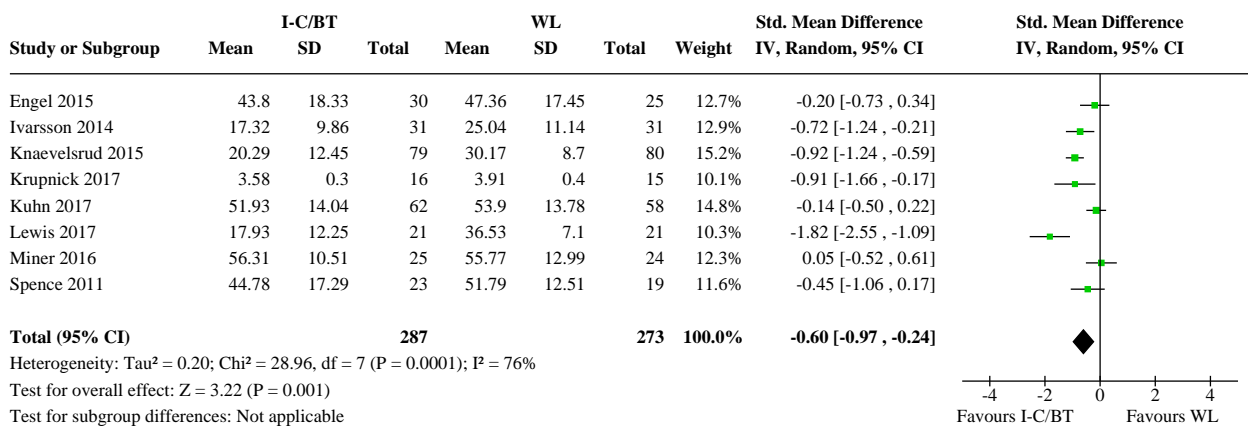 I-C/BT WL Std. Mean Difference Std. Mean Difference
Study or Subgroup Mean SD Total Mean SD Total Weight IV, Random, 95% CI IV, Random, 95% CI
Engel 2015 43.8 18.33 30 47.36 17.45 25 12.7% -0.20 [-0.73 , 0.34]
Ivarsson 2014 17.32 9.86 31 25.04 11.14 31 12.9% -0.72 [-1.24 , -0.21]
Knaevelsrud 2015 20.29 12.45 79 30.17 8.7 80 15.2% -0.92 [-1.24 , -0.59]
Krupnick 2017 3.58 0.3 16 3.91 0.4 15 10.1% -0.91 [-1.66 , -0.17]
Kuhn 2017 51.93 14.04 62 53.9 13.78 58 14.8% -0.14 [-0.50 , 0.22]
Lewis 2017 17.93 12.25 21 36.53 7.1 21 10.3% -1.82 [-2.55 , -1.09]
Miner 2016 56.31 10.51 25 55.77 12.99 24 12.3% 0.05 [-0.52 , 0.61]
Spence 2011 44.78 17.29 23 51.79 12.51 19 11.6% -0.45 [-1.06 , 0.17]
Total (95% CI) 287 273 100.0% -0.60 [-0.97 , -0.24]
Heterogeneity: Tau² = 0.20; Chi² = 28.96, df = 7 (P = 0.0001); I² = 76%
Test for overall effect: Z = 3.22 (P = 0.001)
Test for subgroup differences: Not applicable
-4 -2 0 2 4
Favours I-C/BT Favours WL